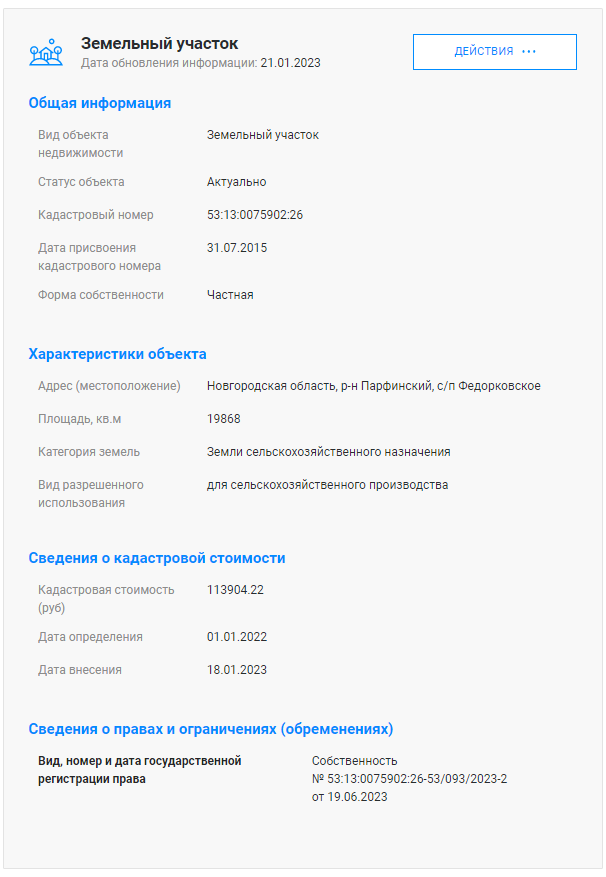 Земельный участок
Дата обновления информации: 21.01.2023
ДЕЙСТВИЯ ···
Общая информация
Вид объекта
недвижимости
Земельный участок
Статус объекта
Актуально
Кадастровый номер
53:13:0075902:26
Дата присвоения
кадастрового номера
31.07.2015
Форма собственности
Частная
Характеристики объекта
Адрес (местоположение)
Новгородская область, р-н Парфинский, с/п Федорковское
Площадь, кв.м
19868
Категория земель
Земли сельскохозяйственного назначения
Вид разрешенного
использования
для сельскохозяйственного производства
Сведения о кадастровой стоимости
Кадастровая стоимость
(руб)
113904.22
Дата определения
01.01.2022
Дата внесения
18.01.2023
Сведения о правах и ограничениях (обременениях)
Вид, номер и дата государственной
регистрации права
Собственность
№ 53:13:0075902:26-53/093/2023-2
от 19.06.2023